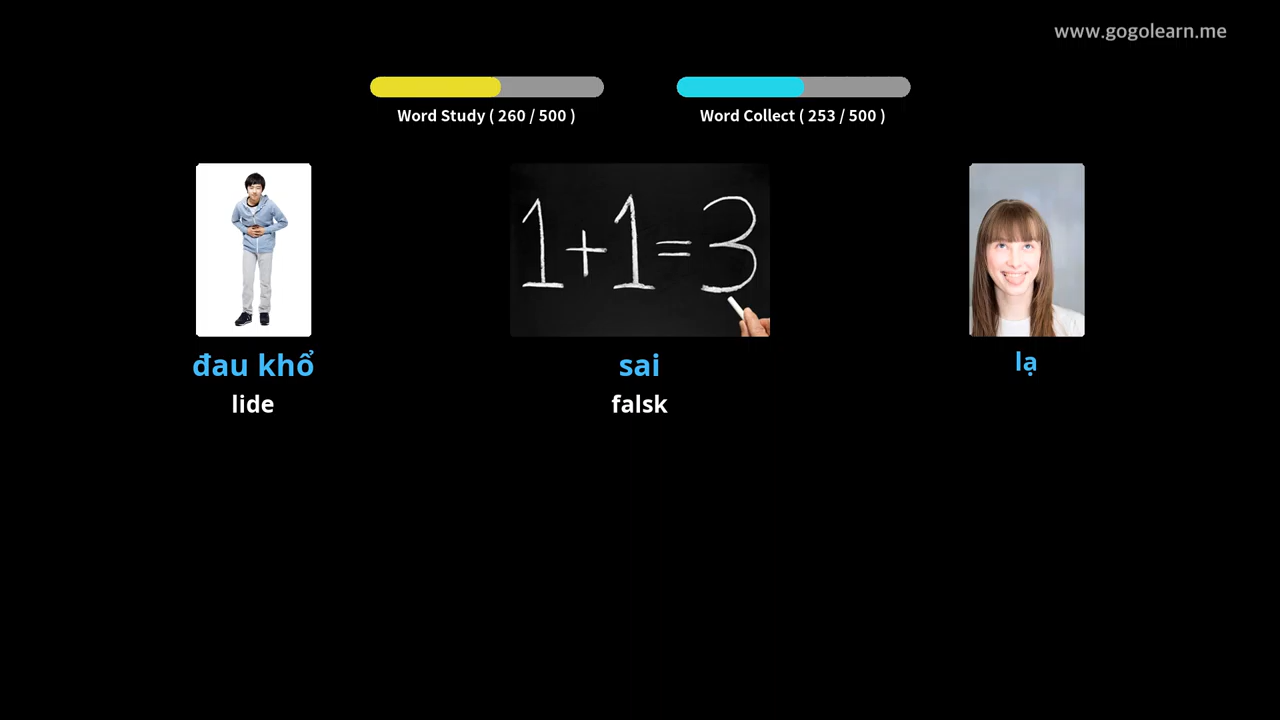 www.gogolearn.me
Word Study ( 260 / 500 )
Word Collect ( 253 / 500 )
1+1=3
đau khổ
lide
sai
falsk
lạ